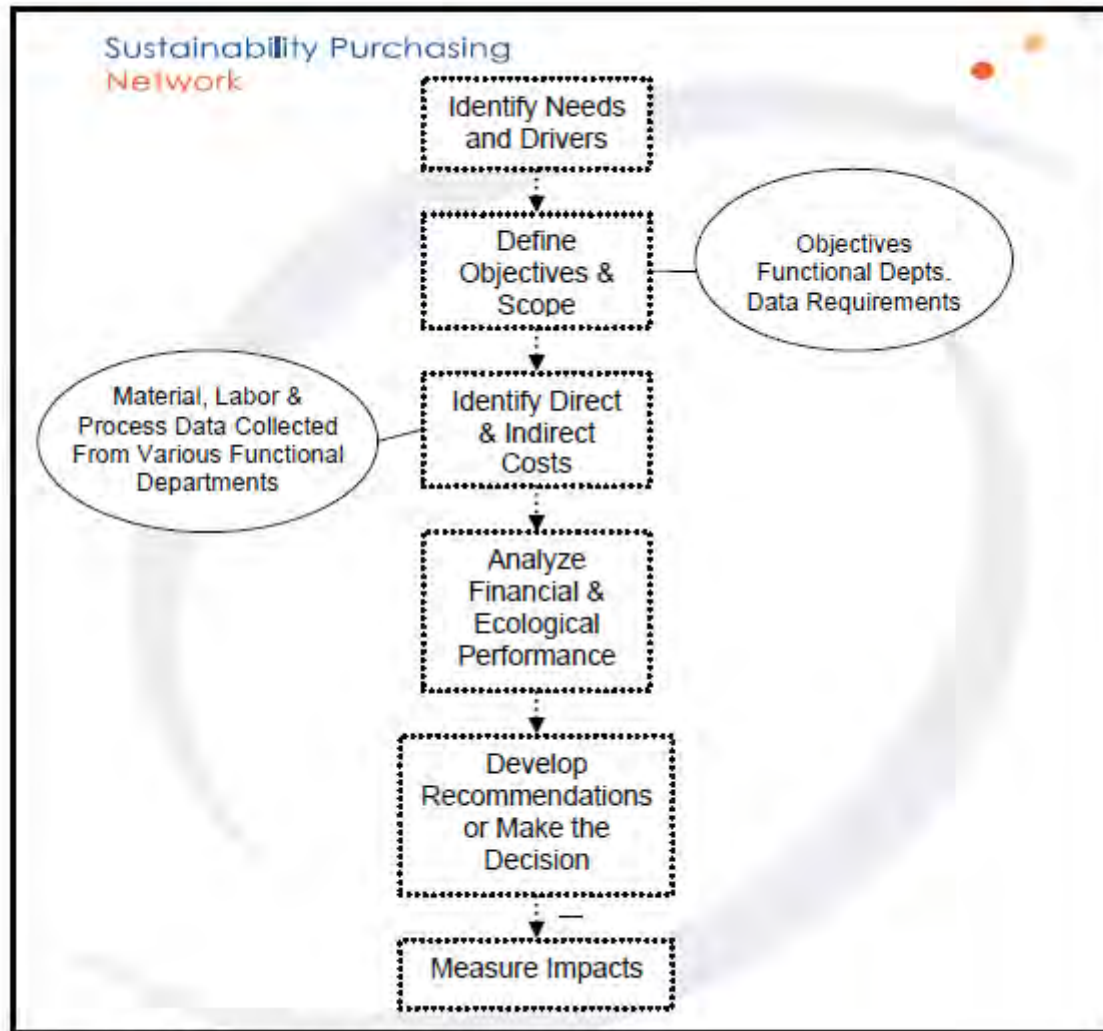 Sustainability Purchasing
Network
Identify Needs
and Drivers
Define
Objectives &
Scope
Objectives
Functional Depts.
Data Requirements
Material, Labor &
Process Data Collected
From Various Functional
Departments
Identify Direct
& Indirect
Costs
Analyze
Financial &
Ecological
Performance
Develop
Recommendations
or Make the
Decision
Measure Impacts